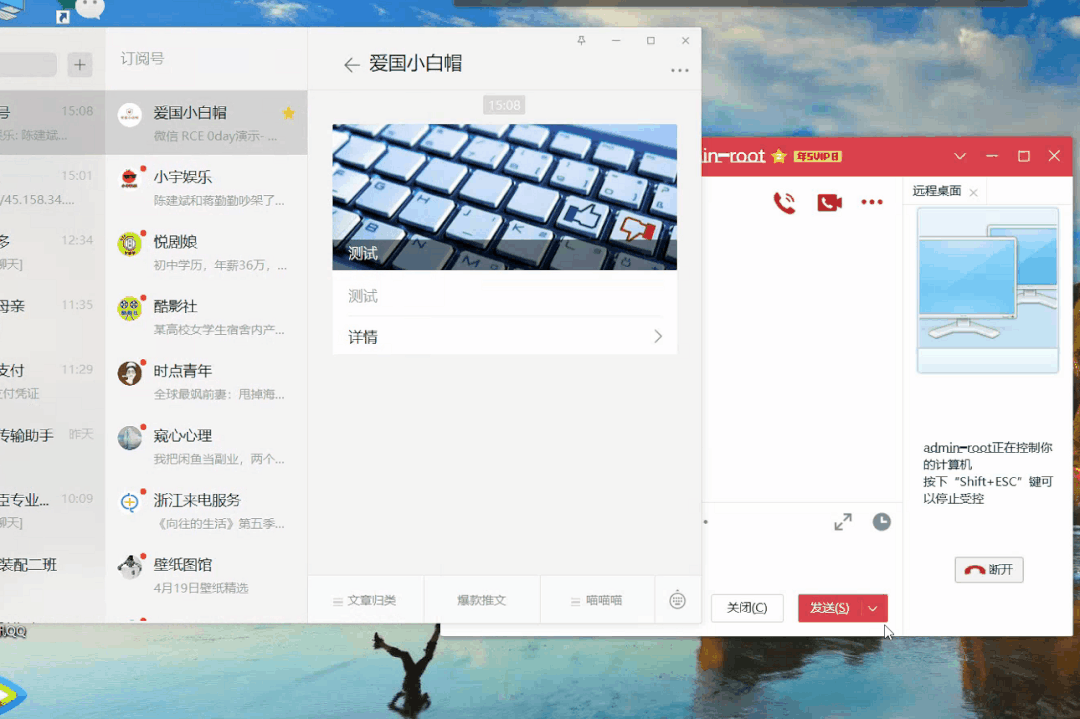 订阅号
爱国小白帽
15:08
号
15:08
乐: 陈建斌...
15:01
/45.158.34....
多
12:34
聊天]
母亲
11:35
支付
11:29
付凭证
传输助手
昨天
臣专业...
10:09
聊天]
装配二班
爱国小白帽
微信 RCE 0day演示- ...
小宇娱乐
陈建斌和蒋勤勤吵架了...
悦剧娘
初中学历，年薪36万，...
酷影社
某高校女学生宿舍内产...
时点青年
全球最飒前妻：甩掉海...
窥心心理
我把闲鱼当副业，两个...
浙江来电服务
《向往的生活》第五季...
壁纸图馆
4月19日壁纸精选
测试
测试
详情
文章归类
爆款推文
喵喵喵
in-root
年SVIP8
远程桌面
admin-root正在控制你
的计算机
按下“Shift+ESC”键可
以停止受控
断开
关闭(C)
发送(S)
QQ